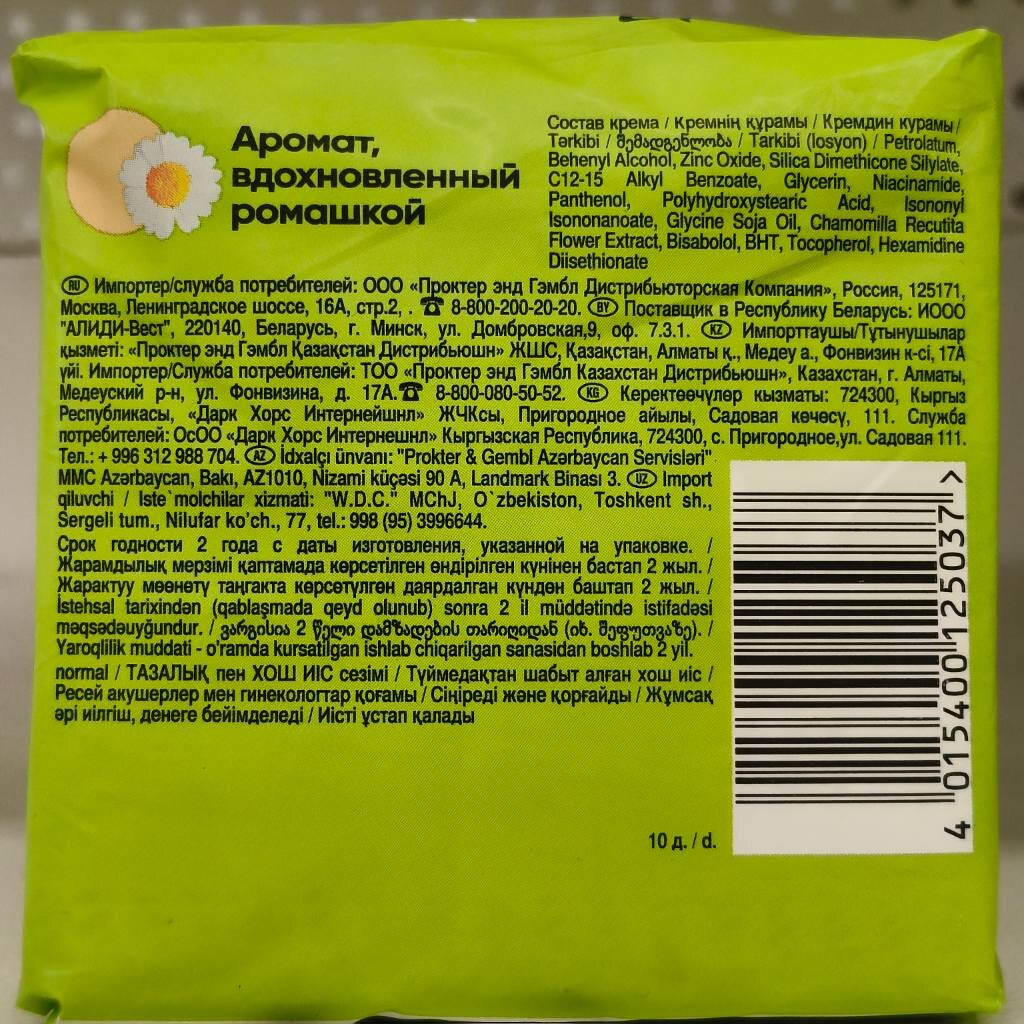 Аромат,
вдохновленный
ромашкой
Состав крема / Кремнің құрамы / Кремдин курамы /
Tərkibi / შემადგენლობა / Tarkibi (losyon) / Petrolatum,
Behenyl Alcohol, Zinc Oxide, Silica Dimethicone Silylate,
C12-15 Alkyl Benzoate, Glycerin, Niacinamide,
Panthenol, Polyhydroxystearic Acid, Isononyl
Isononanoate, Glycine Soja Oil, Chamomilla Recutita
Flower Extract, Bisabolol, BHT, Tocopherol, Hexamidine
Diisethionate
RU Импортер/служба потребителей: ООО «Проктер энд Гэмбл Дистрибьюторская Компания», Россия, 125171,
Москва, Ленинградское шоссе, 16А, стр.2, . ☎ 8-800-200-20-20. BY Поставщик в Республику Беларусь: ИООО
"АЛИДИ-Вест", 220140, Беларусь, г. Минск, ул. Домбровская,9, оф. 7.3.1. KZ Импорттаушы/Тұтынушылар
қызметі: «Проктер энд Гэмбл Қазақстан Дистрибьюшн» ЖШС, Қазақстан, Алматы қ., Медеу а., Фонвизин к-сі, 17А
үйі. Импортер/Служба потребителей: ТОО «Проктер энд Гэмбл Казахстан Дистрибьюшн», Казахстан, г. Алматы,
Медеуский р-н, ул. Фонвизина, д. 17А.☎ 8-800-080-50-52. KG Керектөөчүлөр кызматы: 724300, Кыргыз
Республикасы, «Дарк Хорс Интернейшнл» ЖЧКсы, Пригородное айылы, Садовая көчөсү, 111. Служба
потребителей: ОсОО «Дарк Хорс Интернешнл» Кыргызская Республика, 724300, с. Пригородное,ул. Садовая 111.
Тел.: + 996 312 988 704. AZ İdxalçı ünvanı: "Prokter & Gembl Azərbaycan Servisləri"
MMC Azərbaycan, Bakı, AZ1010, Nizami küçəsi 90 A, Landmark Binası 3. UZ Import
qiluvchi / Iste`molchilar xizmati: "W.D.C." MChJ, O`zbekiston, Toshkent sh.,
Sergeli tum., Nilufar ko'ch., 77, tel.: 998 (95) 3996644.
Срок годности 2 года с даты изготовления, указанной на упаковке. /
Жарамдылық мерзімі қаптамада көрсетілген өндірілген күнінен бастап 2 жыл. /
Жарактуу мөөнөтү таңгакта көрсөтүлгөн даярдалган күндөн баштап 2 жыл. /
İstehsal tarixindən (qablaşmada qeyd olunub) sonra 2 il müddətində istifadəsi
məqsədəuyğundur. / ვარგისია 2 წელი დამზადების თარიღიდან (იხ. შეფუთვაზე). /
Yaroqlilik muddati - o'ramda kursatilgan ishlab chiqarilgan sanasidan boshlab 2 yil.
normal / ТАЗАЛЫҚ пен ХОШ ИІС сезімі / Түймедақтан шабыт алған хош иіс /
Ресей акушерлер мен гинекологтар қоғамы / Сіңіреді және қорғайды / Жұмсақ
әрі иілгіш, денеге бейімделеді / Иісті ұстап қалады
10 д. / d.
4 015400 125037 >